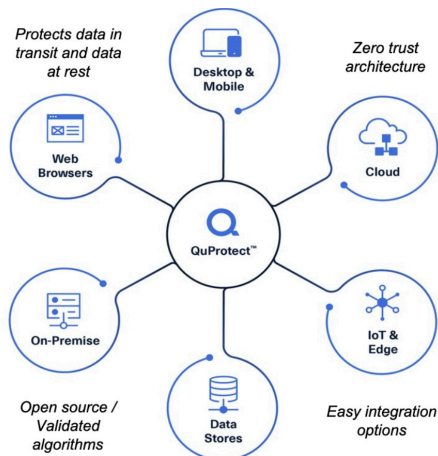 Protects data in
transit and data
at rest
Desktop &
Mobile
Zero trust
architecture
Web
Browsers
Cloud
QuProtect™
On-Premise
IoT &
Edge
Data
Stores
Open source /
Validated
algorithms
Easy integration
options